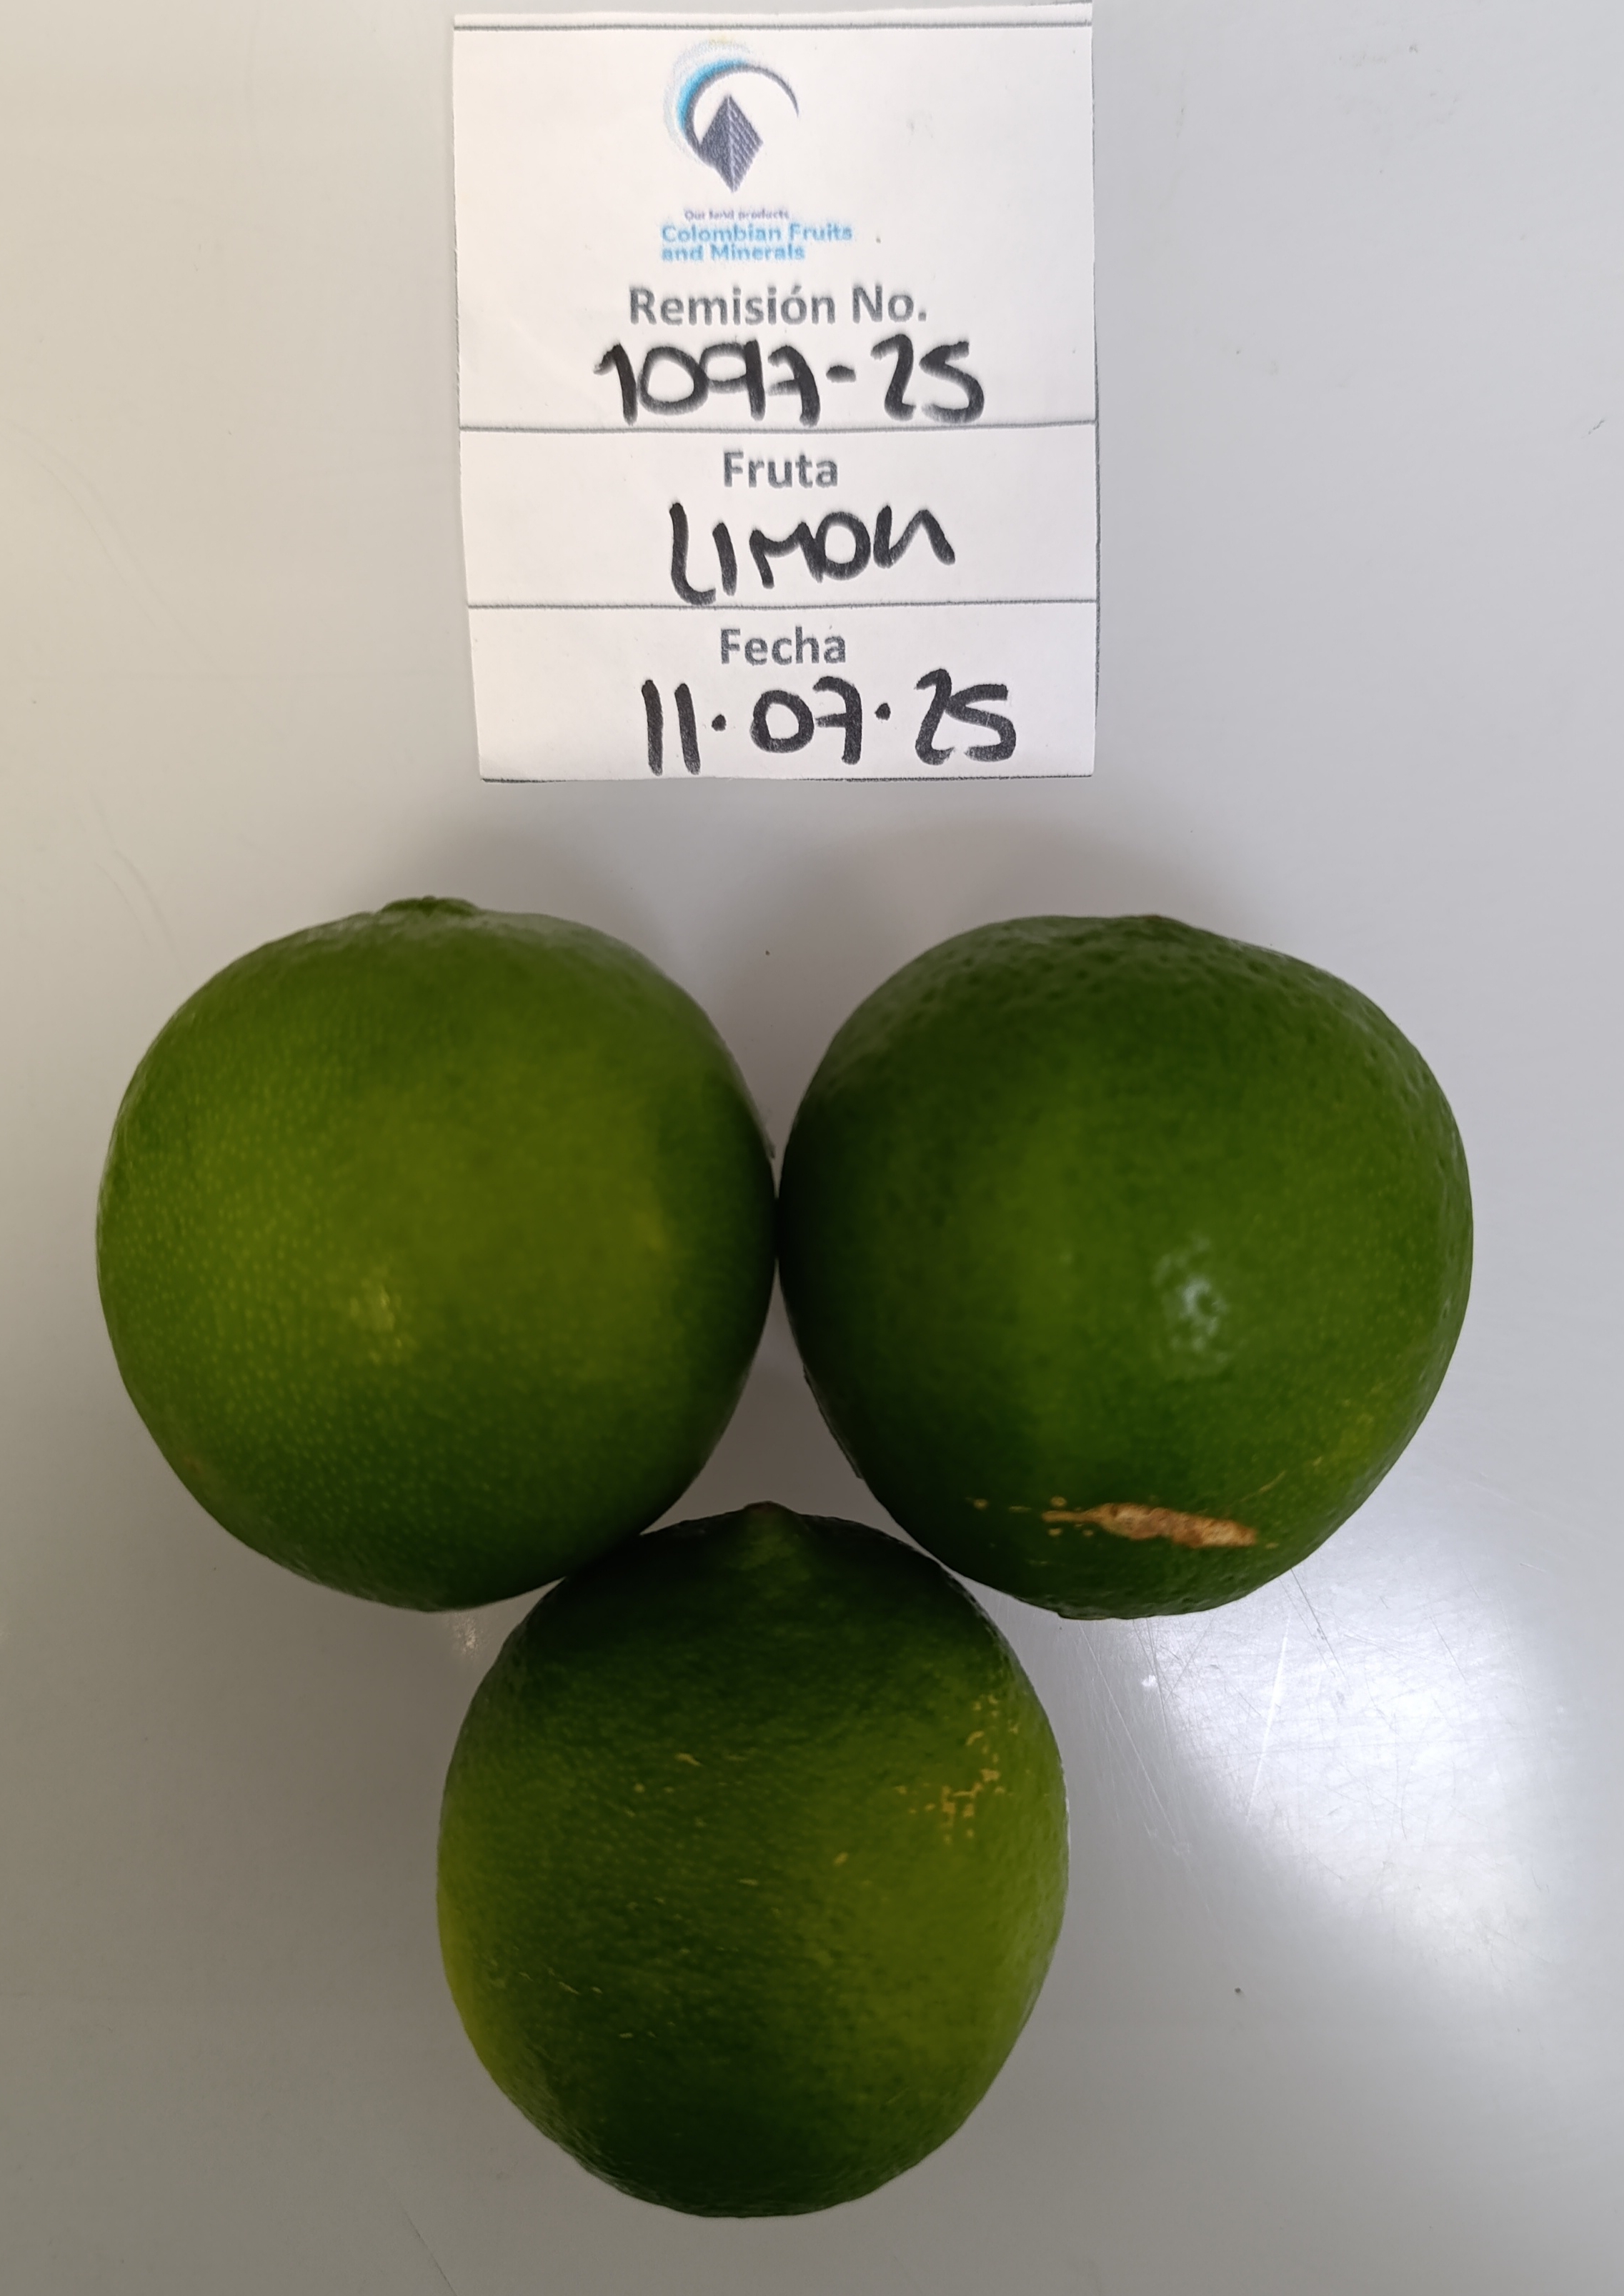 Our land products
Colombian Fruits
and Minerals
Remisión No.
1097-25
Fruta
LIMON
Fecha
11·07·25